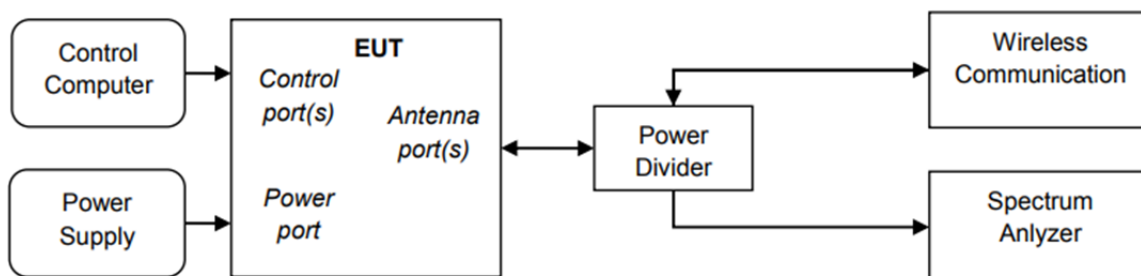 Control
Computer
Power
Supply
EUT
Control
port(s)
Antenna
port(s)
Power
port
Power
Divider
Wireless
Communication
Spectrum
Anlyzer